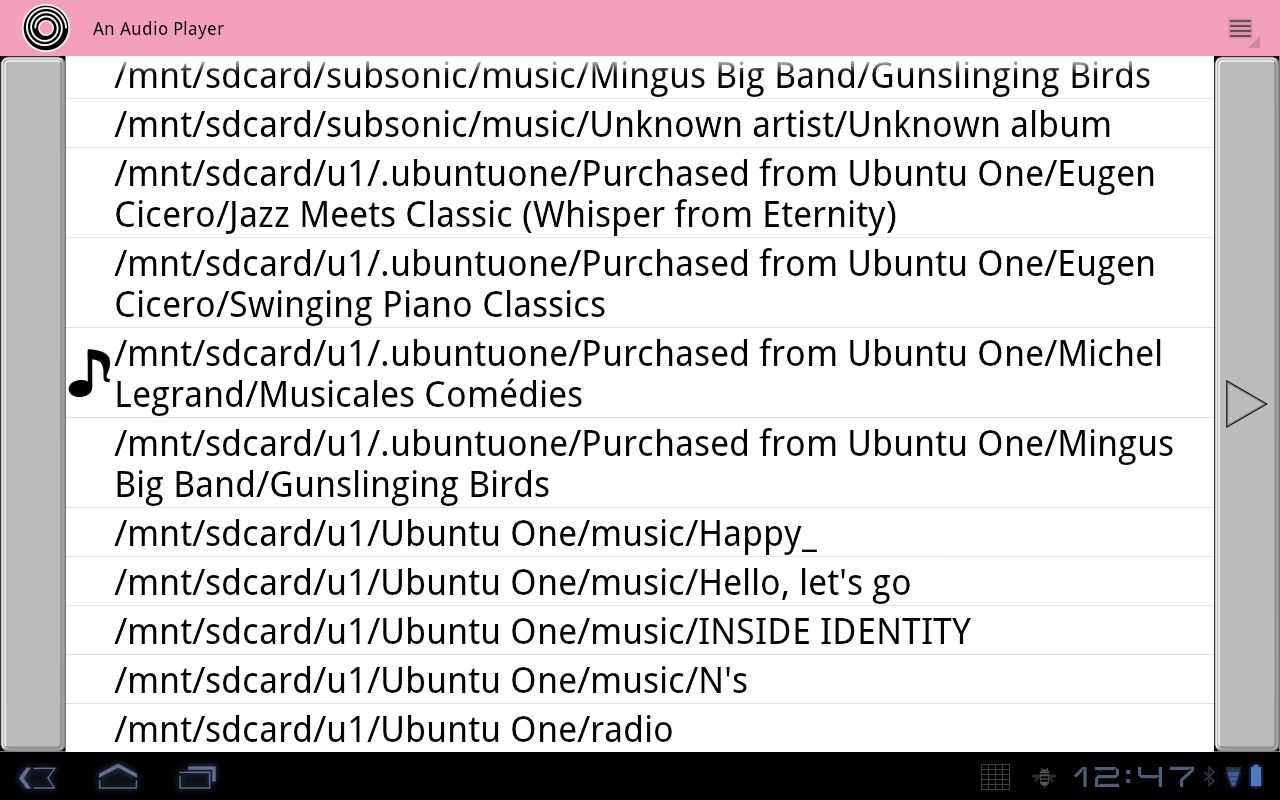 An Audio Player
/mnt/sdcard/subsonic/music/Mingus Big Band/Gunslinging Birds
/mnt/sdcard/subsonic/music/Unknown artist/Unknown album
/mnt/sdcard/u1/.ubuntuone/Purchased from Ubuntu One/Eugen
Cicero/Jazz Meets Classic (Whisper from Eternity)
/mnt/sdcard/u1/.ubuntuone/Purchased from Ubuntu One/Eugen
Cicero/Swinging Piano Classics
/mnt/sdcard/u1/.ubuntuone/Purchased from Ubuntu One/Michel
Legrand/Musicales Comédies
/mnt/sdcard/u1/.ubuntuone/Purchased from Ubuntu One/Mingus
Big Band/Gunslinging Birds
/mnt/sdcard/u1/Ubuntu One/music/Happy_
/mnt/sdcard/u1/Ubuntu One/music/Hello, let's go
/mnt/sdcard/u1/Ubuntu One/music/INSIDE IDENTITY
/mnt/sdcard/u1/Ubuntu One/music/N's
/mnt/sdcard/u1/Ubuntu One/radio
12:47